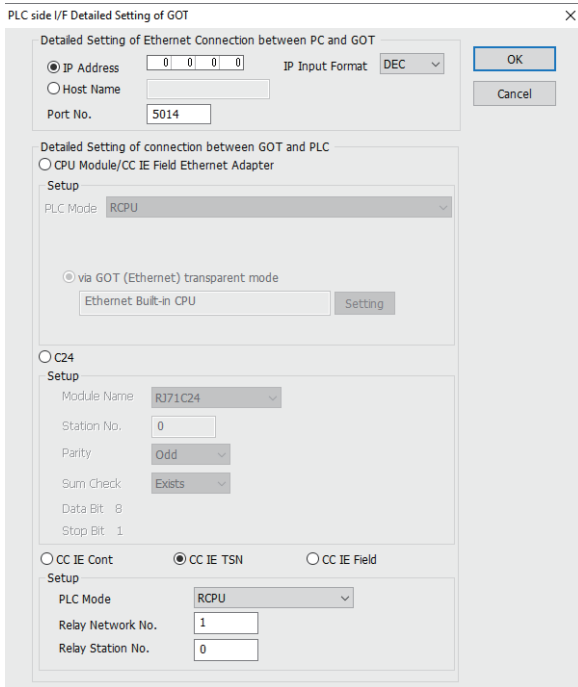 PLC side I/F Detailed Setting of GOT
Detailed Setting of Ethernet Connection between PC and GOT
IP Address 0 0 0 0 IP Input Format DEC
Host Name
Port No. 5014
OK
Cancel
Detailed Setting of connection between GOT and PLC
CPU Module/CC IE Field Ethernet Adapter
Setup
PLC Mode RCPU
via GOT (Ethernet) transparent mode
Ethernet Built-in CPU Setting
C24
Setup
Module Name RJ71C24
Station No. 0
Parity Odd
Sum Check Exists
Data Bit 8
Stop Bit 1
CC IE Cont CC IE TSN CC IE Field
Setup
PLC Mode RCPU
Relay Network No. 1
Relay Station No. 0